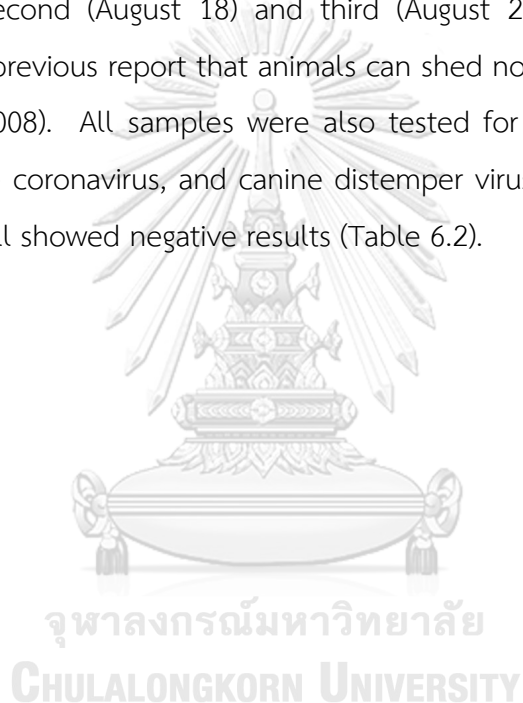 econd (August 18) and third (August 2
previous report that animals can shed no
008). All samples were also tested for
coronavirus, and canine distemper virus
ll showed negative results (Table 6.2).
จุฬาลงกรณ์มหาวิทยาลัย
CHULALONGKORN UNIVERSITY